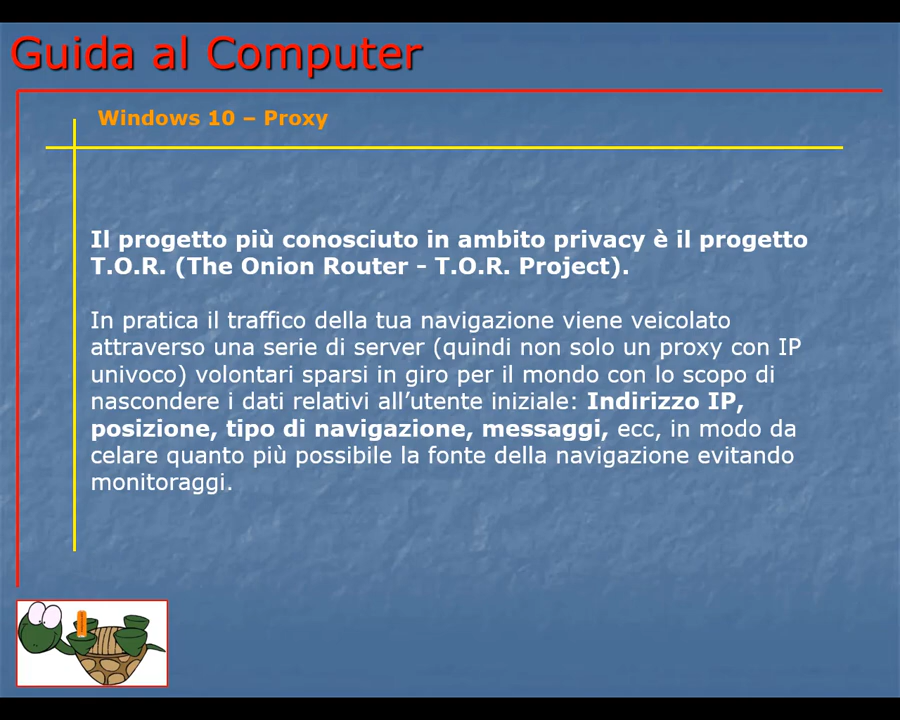 Guida al Computer
Windows 10 – Proxy
Il progetto più conosciuto in ambito privacy è il progetto
T.O.R. (The Onion Router - T.O.R. Project).
In pratica il traffico della tua navigazione viene veicolato
attraverso una serie di server (quindi non solo un proxy con IP
univoco) volontari sparsi in giro per il mondo con lo scopo di
nascondere i dati relativi all’utente iniziale: Indirizzo IP,
posizione, tipo di navigazione, messaggi, ecc, in modo da
celare quanto più possibile la fonte della navigazione evitando
monitoraggi.